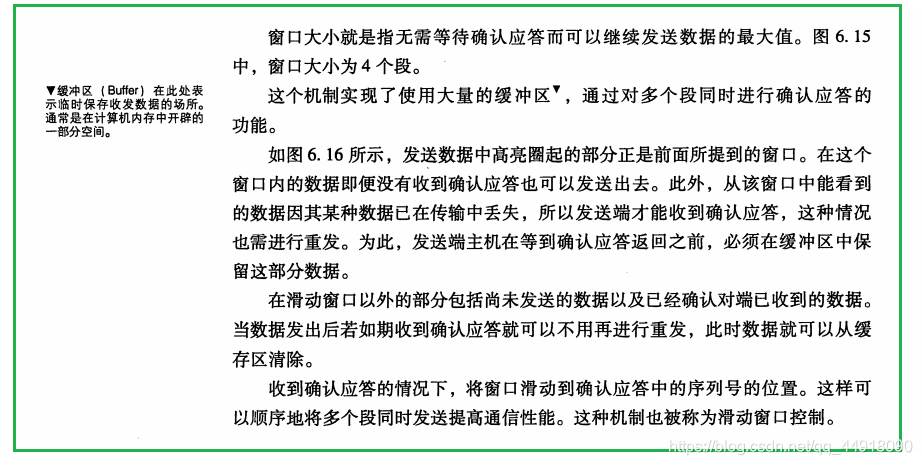 窗口大小就是指无需等待确认应答而可以继续发送数据的最大值。图 6.15
中，窗口大小为 4 个段。
这个机制实现了使用大量的缓冲区▼，通过对多个段同时进行确认应答的
功能。
▼缓冲区（Buffer）在此处表
示临时保存收发数据的场所。
通常是在计算机内存中开辟的
一部分空间。
如图 6.16 所示，发送数据中高亮圈起的部分正是前面所提到的窗口。在这个
窗口内的数据即便没有收到确认应答也可以发送出去。此外，从该窗口中能看到
的数据因其某种数据已在传输中丢失，所以发送端才能收到确认应答，这种情况
也需进行重发。为此，发送端主机在等到确认应答返回之前，必须在缓冲区中保
留这部分数据。
在滑动窗口以外的部分包括尚未发送的数据以及已经确认对端已收到的数据。
当数据发出后若如期收到确认应答就可以不用再进行重发，此时数据就可以从缓
存区清除。
收到确认应答的情况下，将窗口滑动到确认应答中的序列号的位置。这样可
以顺序地将多个段同时发送提高通信性能。这种机制也被称为滑动窗口控制。
https://blog.csdn.net/qq_44918090